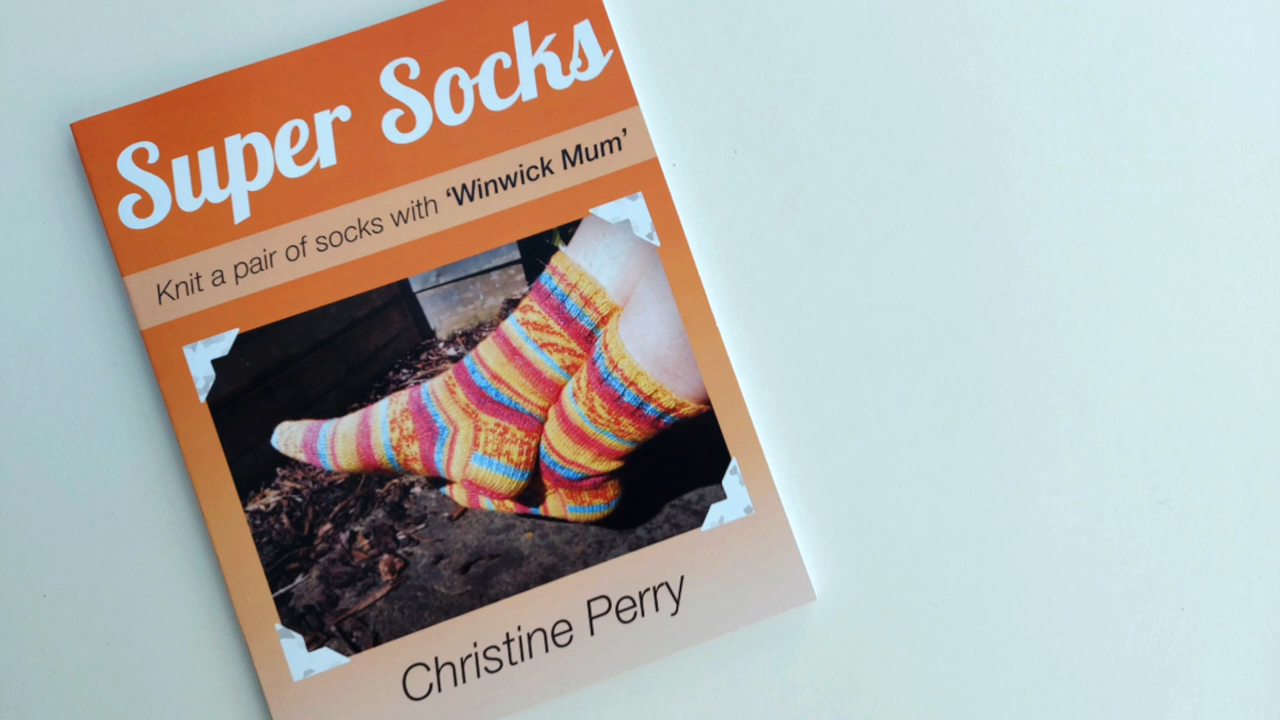 Super Socks
Knit a pair of socks with ‘Winwick Mum’
Christine Perry